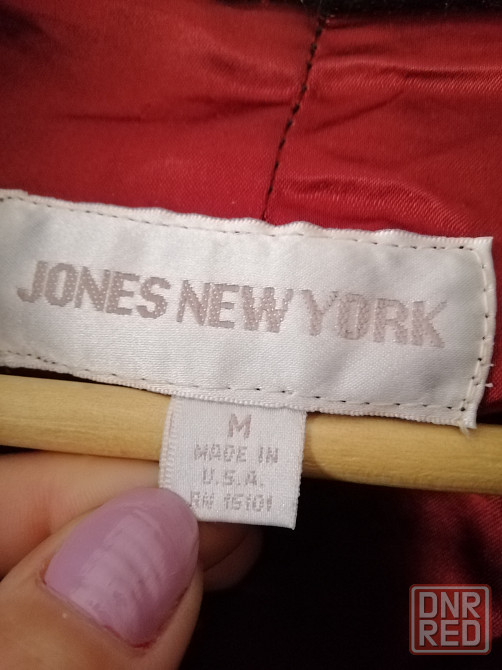 JONES NEW YORK
M
MADE IN
U.S.A.
RN 15101
DNR
RED